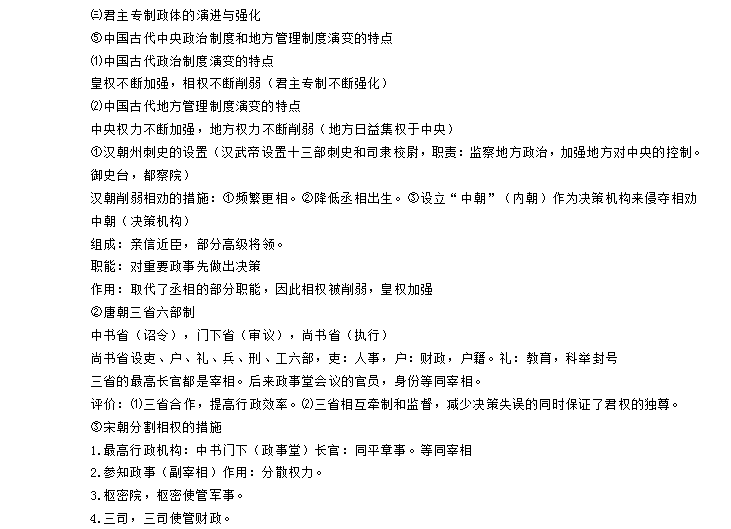 ㈢君主专制政体的演进与强化
⑤中国古代中央政治制度和地方管理制度演变的特点
⑴中国古代政治制度演变的特点
皇权不断加强，相权不断削弱（君主专制不断强化）
⑵中国古代地方管理制度演变的特点
中央权力不断加强，地方权力不断削弱（地方日益集权于中央）
①汉朝州刺史的设置（汉武帝设置十三部刺史和司隶校尉，职责：监察地方政治，加强地方对中央的控制。
御史台，都察院）
汉朝削弱相劝的措施：①频繁更相。②降低丞相出生。③设立“中朝”（内朝）作为决策机构来侵夺相劝
中朝（决策机构）
组成：亲信近臣，部分高级将领。
职能：对重要政事先做出决策
作用：取代了丞相的部分职能，因此相权被削弱，皇权加强
②唐朝三省六部制
中书省（诏令），门下省（审议），尚书省（执行）
尚书省设吏、户、礼、兵、刑、工六部，吏：人事，户：财政，户籍。礼：教育，科举封号
三省的最高长官都是宰相。后来政事堂会议的官员，身份等同宰相。
评价：⑴三省合作，提高行政效率。⑵三省相互牵制和监督，减少决策失误的同时保证了君权的独尊。
③宋朝分割相权的措施
1.最高行政机构：中书门下（政事堂）长官：同平章事。等同宰相
2.参知政事（副宰相）作用：分散权力。
3.枢密院，枢密使管军事。
4.三司，三司使管财政。